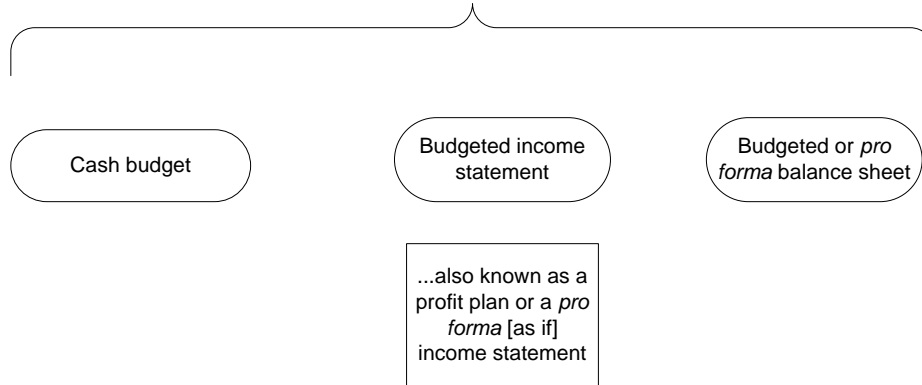 Cash budget
Budgeted income
statement
Budgeted or pro
forma balance sheet
...also known as a
profit plan or a pro
forma [as if]
income statement